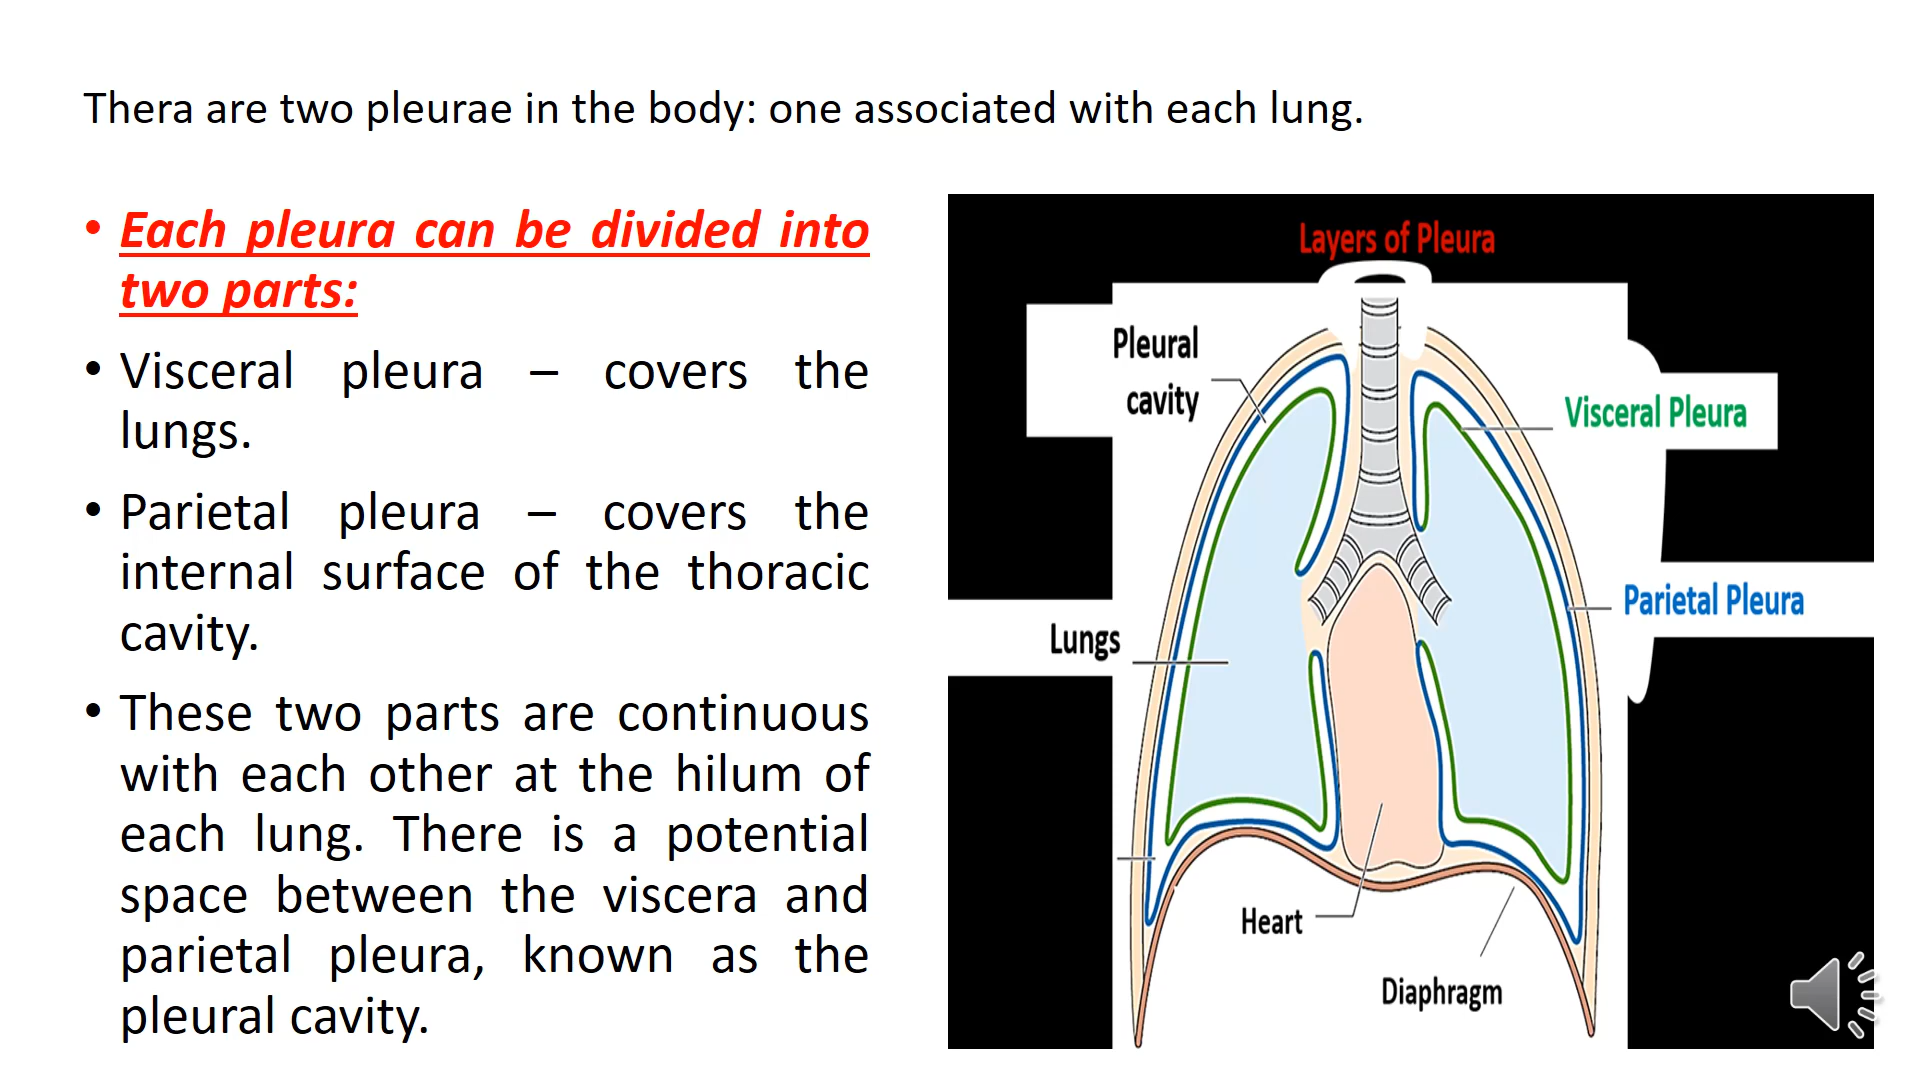 Thera are two pleurae in the body: one associated with each lung.
• Each pleura can be divided into
two parts:
• Visceral pleura – covers the
lungs.
• Parietal pleura – covers the
internal surface of the thoracic
cavity.
• These two parts are continuous
with each other at the hilum of
each lung. There is a potential
space between the viscera and
parietal pleura, known as the
pleural cavity.
Layers of Pleura
Pleural
cavity
Visceral Pleura
Parietal Pleura
Lungs
Heart
Diaphragm